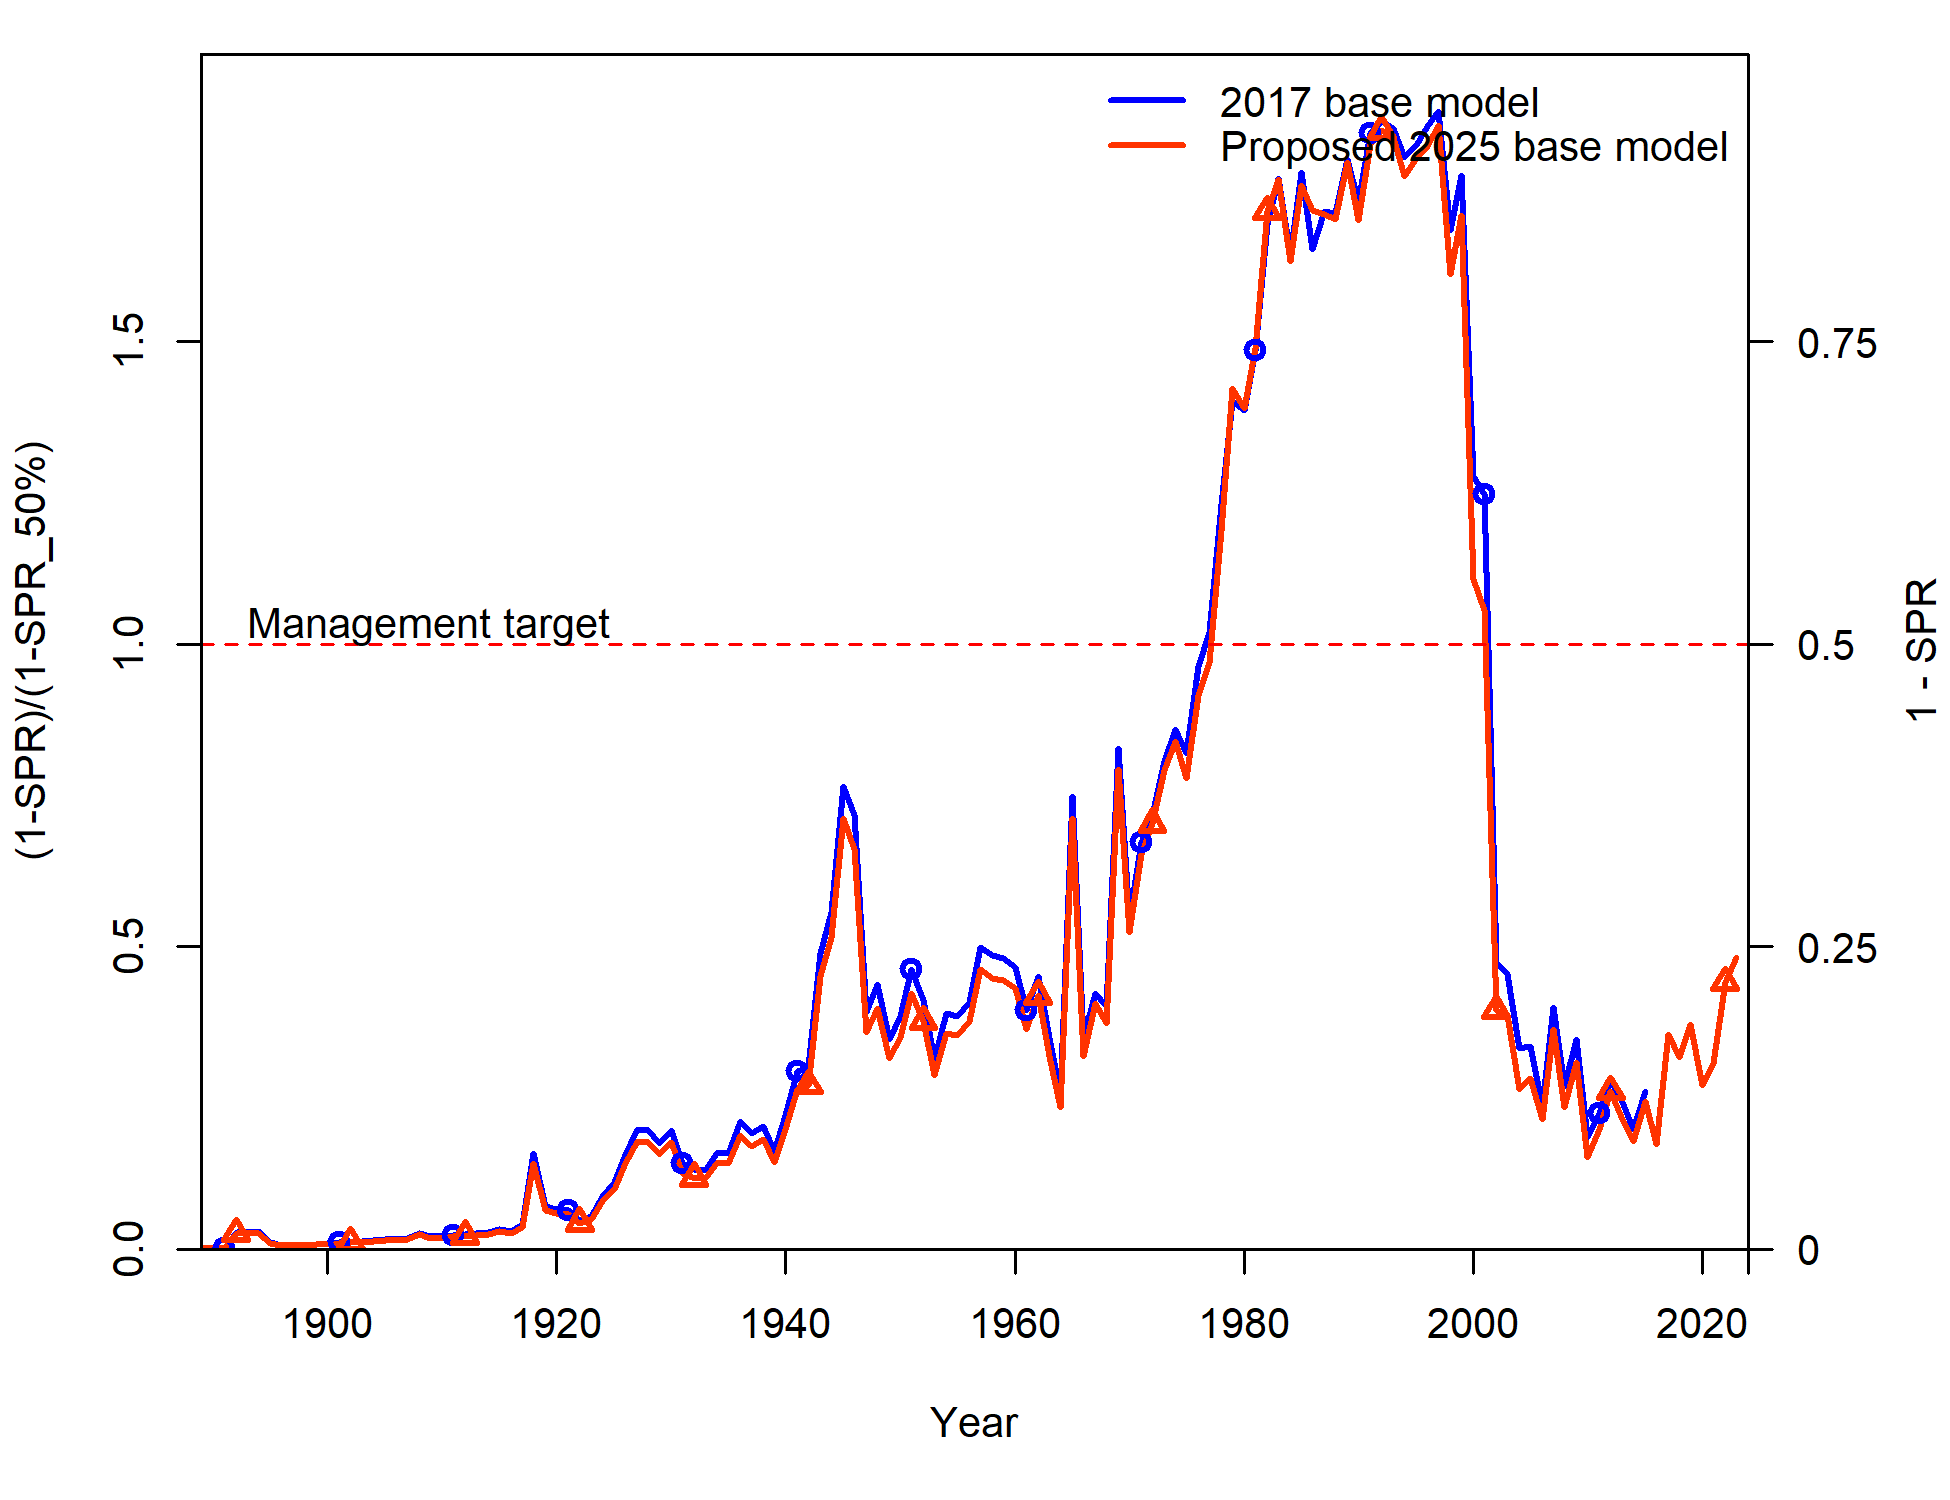 2017 base model
Proposed 2025 base model
Management target
(1-SPR)/(1-SPR_50%)
0.0
0.5
1.0
1.5
1 - SPR
0
0.25
0.5
0.75
1900
1920
1940
1960
1980
2000
2020
Year